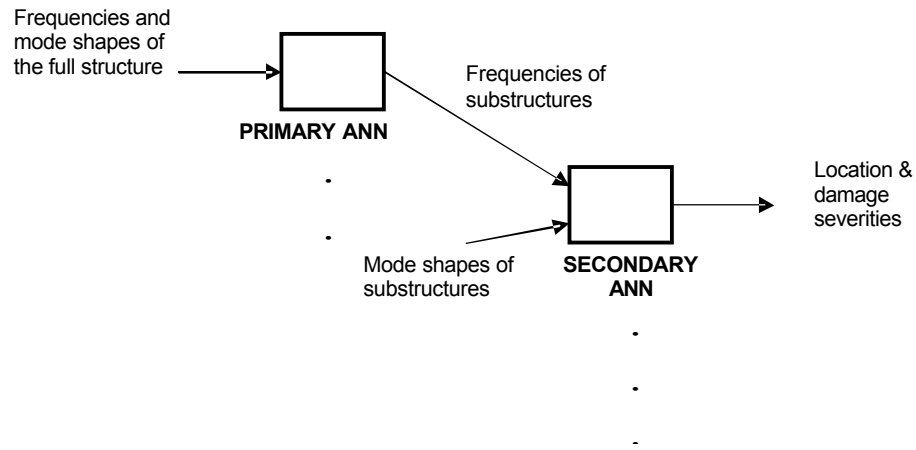 Frequencies and
mode shapes of
the full structure
PRIMARY ANN
Frequencies of
substructures
Mode shapes of
substructures
SECONDARY
ANN
Location &
damage
severities